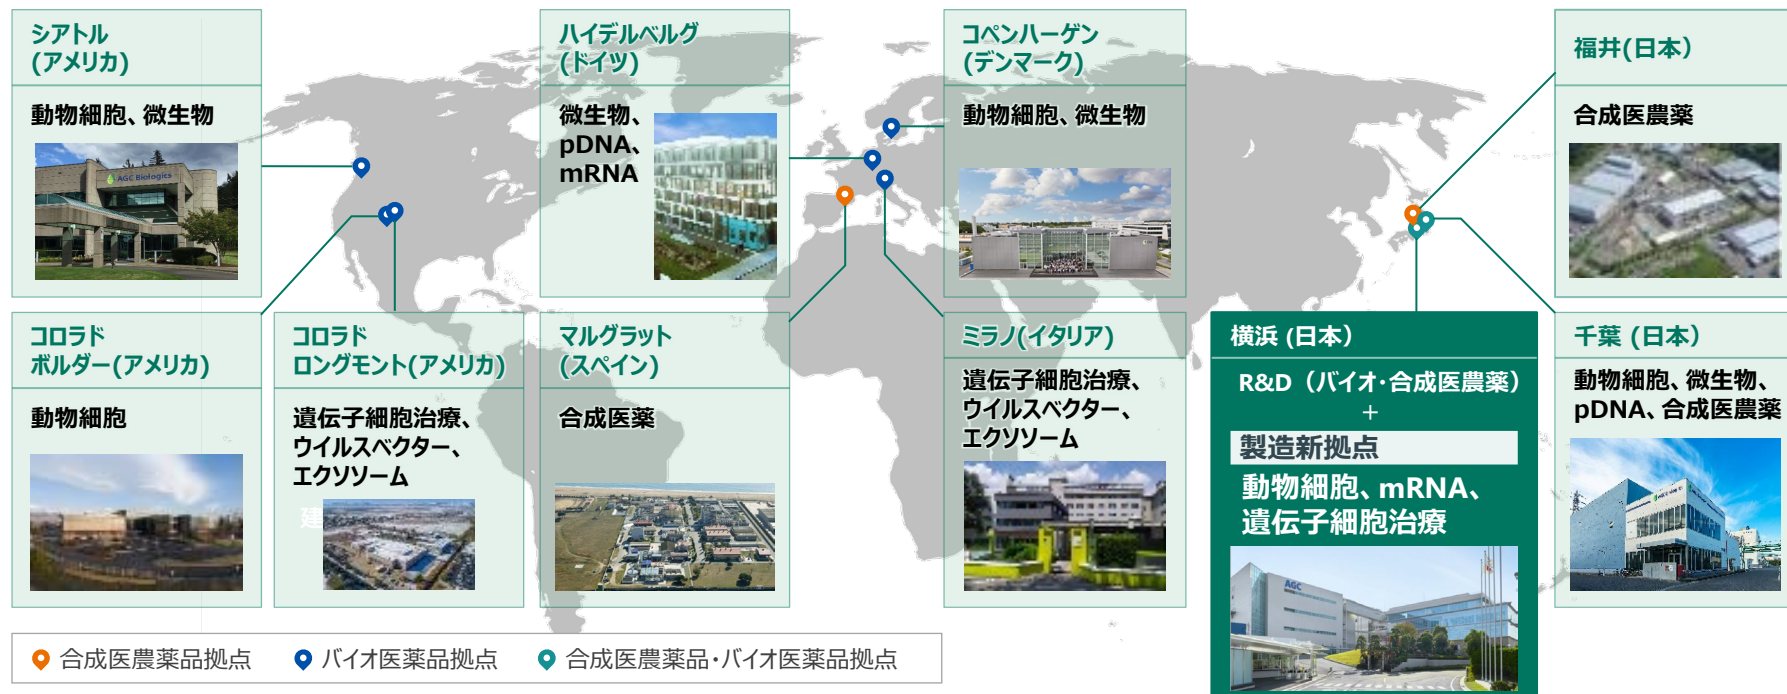 シアトル
(アメリカ)
動物細胞、微生物
AGC Biologics
ハイデルベルグ
(ドイツ)
微生物、
pDNA、
mRNA
コペンハーゲン
(デンマーク)
動物細胞、微生物
福井(日本)
合成医農薬
コロラド
ボルダー(アメリカ)
動物細胞
コロラド
ロングモント(アメリカ)
遺伝子細胞治療、
ウイルスベクター、
エクソソーム
建
マルグラット
(スペイン)
合成医薬
ミラノ(イタリア)
遺伝子細胞治療、
ウイルスベクター、
エクソソーム
横浜 (日本)
R&D（バイオ・合成医農薬）
+
製造新拠点
動物細胞、mRNA、
遺伝子細胞治療
AGC
千葉 (日本)
動物細胞、微生物、
pDNA、合成医農薬
合成医農薬品拠点
バイオ医薬品拠点
合成医農薬品・バイオ医薬品拠点